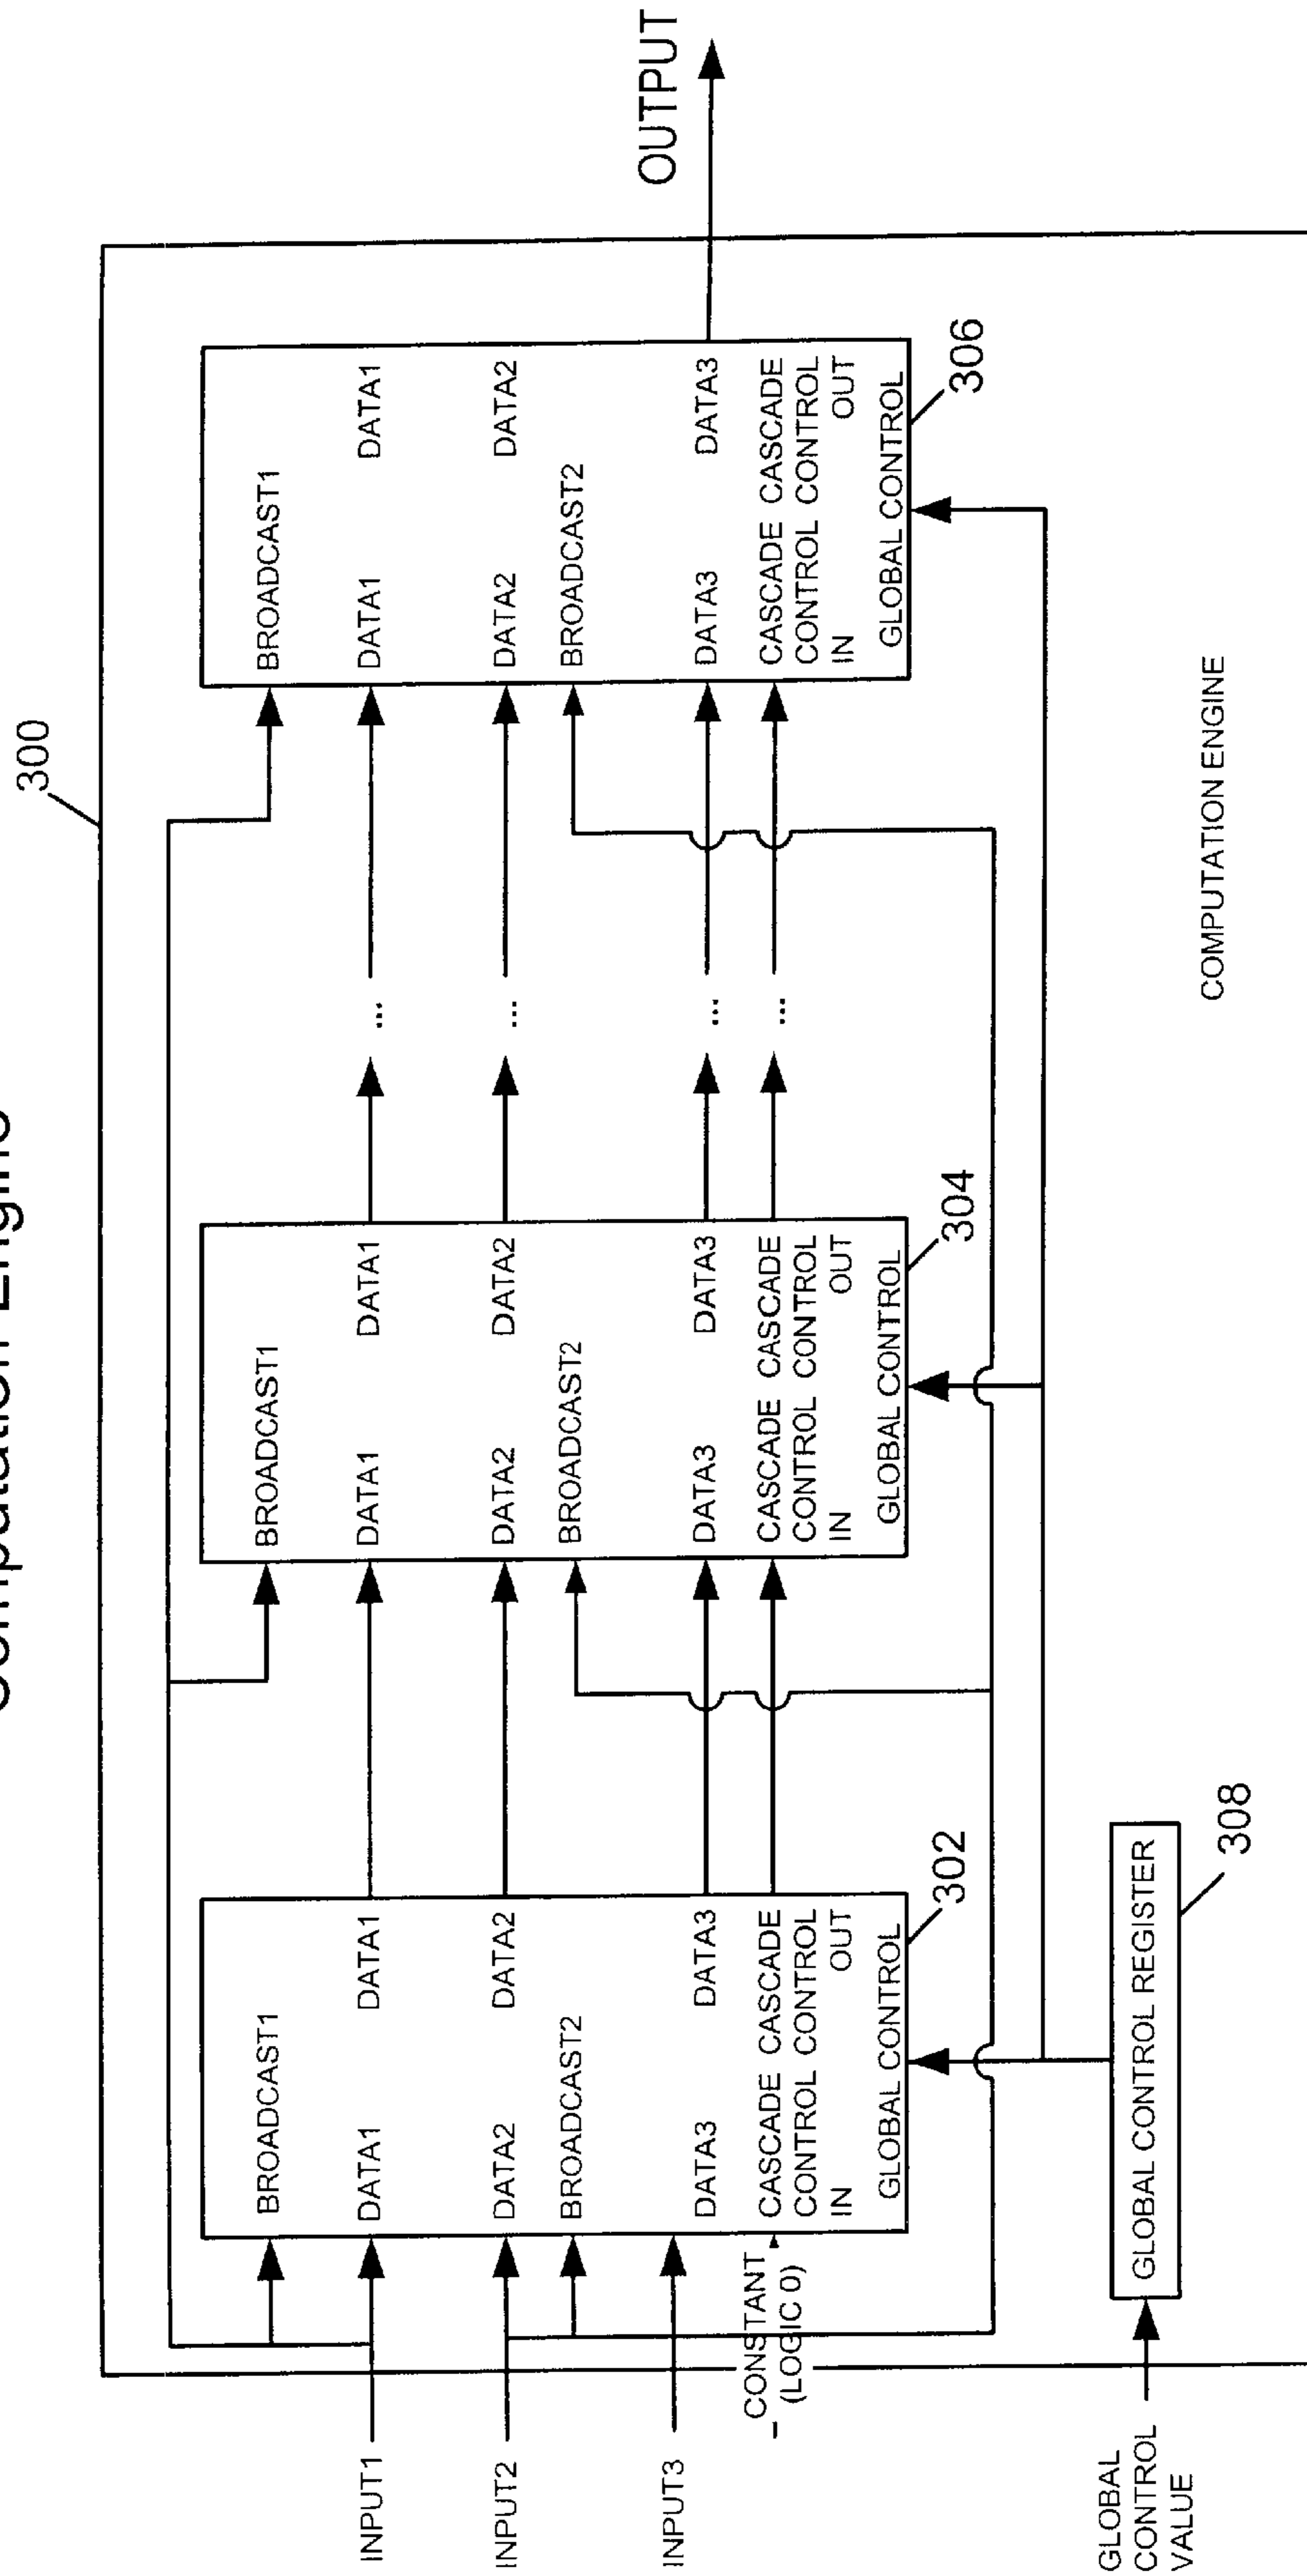 Computation Engine
300
BROADCAST1
DATA1 DATA1
DATA2 DATA2
BROADCAST2
DATA3 DATA3
CASCADE CASCADE
CONTROL CONTROL
IN OUT
GLOBAL CONTROL
302
BROADCAST1
DATA1 DATA1
DATA2 DATA2
BROADCAST2
DATA3 DATA3
CASCADE CASCADE
CONTROL CONTROL
IN OUT
GLOBAL CONTROL
304
BROADCAST1
DATA1 DATA1
DATA2 DATA2
BROADCAST2
DATA3 DATA3
CASCADE CASCADE
CONTROL CONTROL
IN OUT
GLOBAL CONTROL
306
...
...
...
...
INPUT1
INPUT2
INPUT3
CONSTANT
(LOGIC 0)
OUTPUT
GLOBAL
CONTROL
VALUE
GLOBAL CONTROL REGISTER
308
COMPUTATION ENGINE